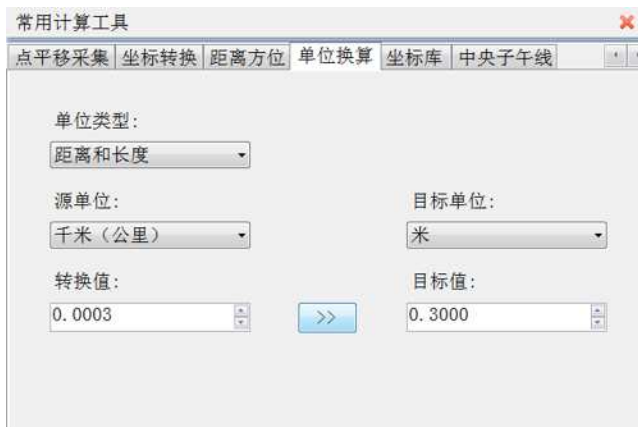 常用计算工具
点平移采集 坐标转换 距离方位 单位换算 坐标库 中央子午线
单位类型:
距离和长度
源单位: 目标单位:
千米（公里） 米
转换值: 目标值:
0.0003 >> 0.3000